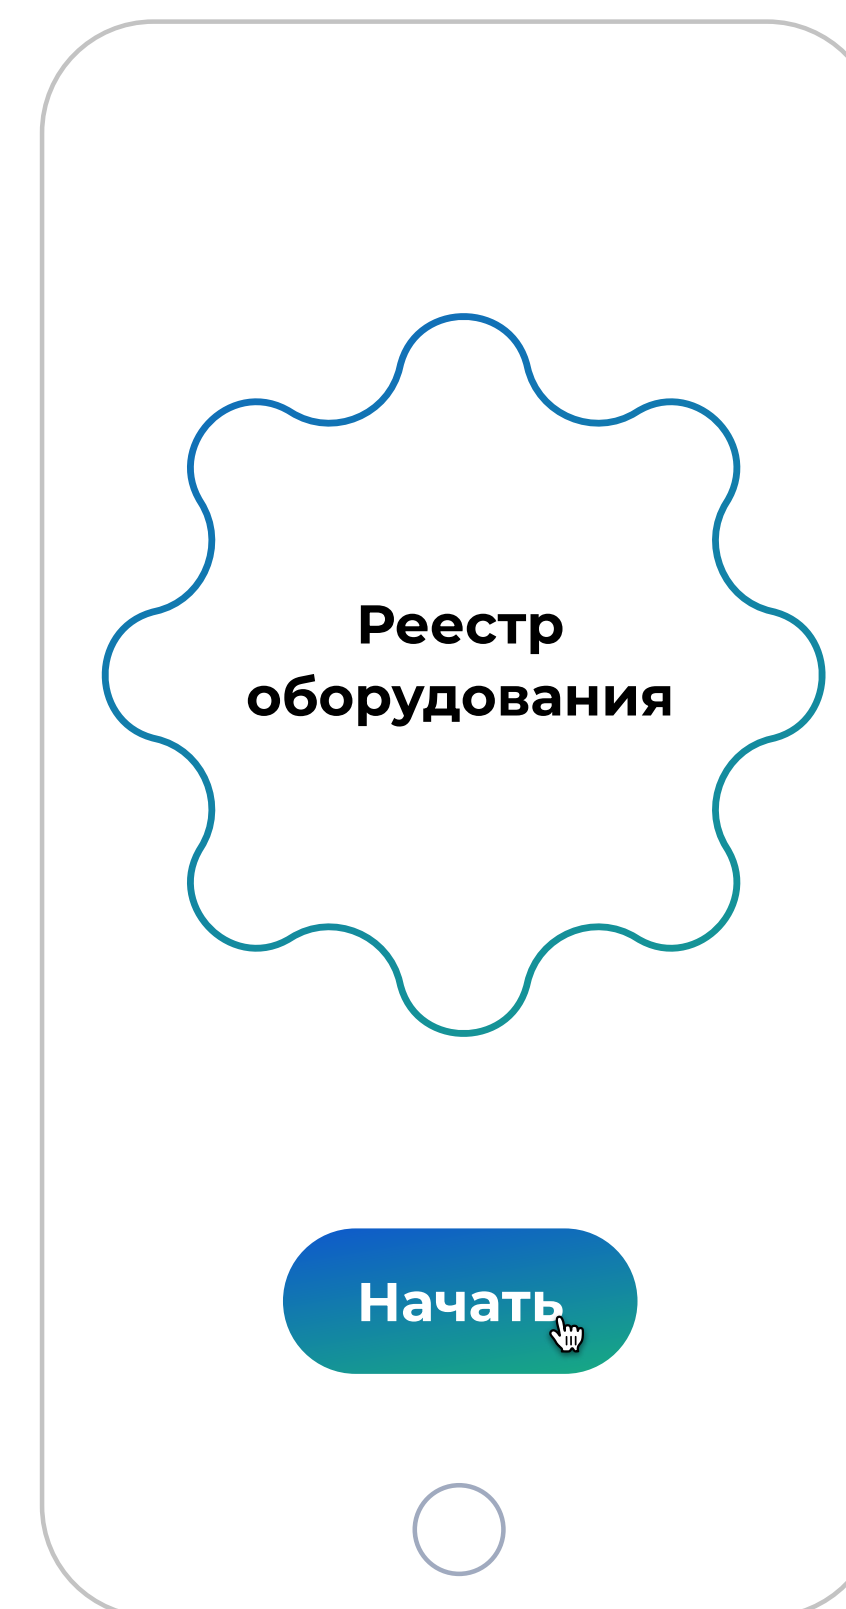 Реестр
оборудования
Начать